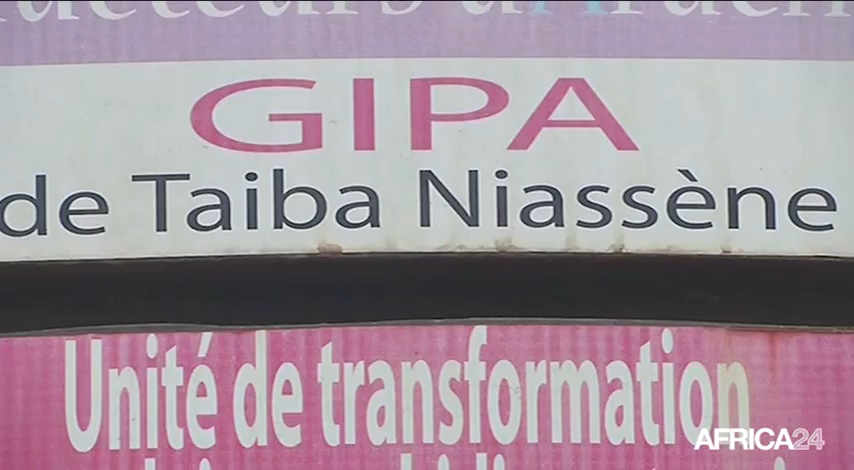 GIPA
de Taiba Niassène
Unité de transformation
AFRICA24